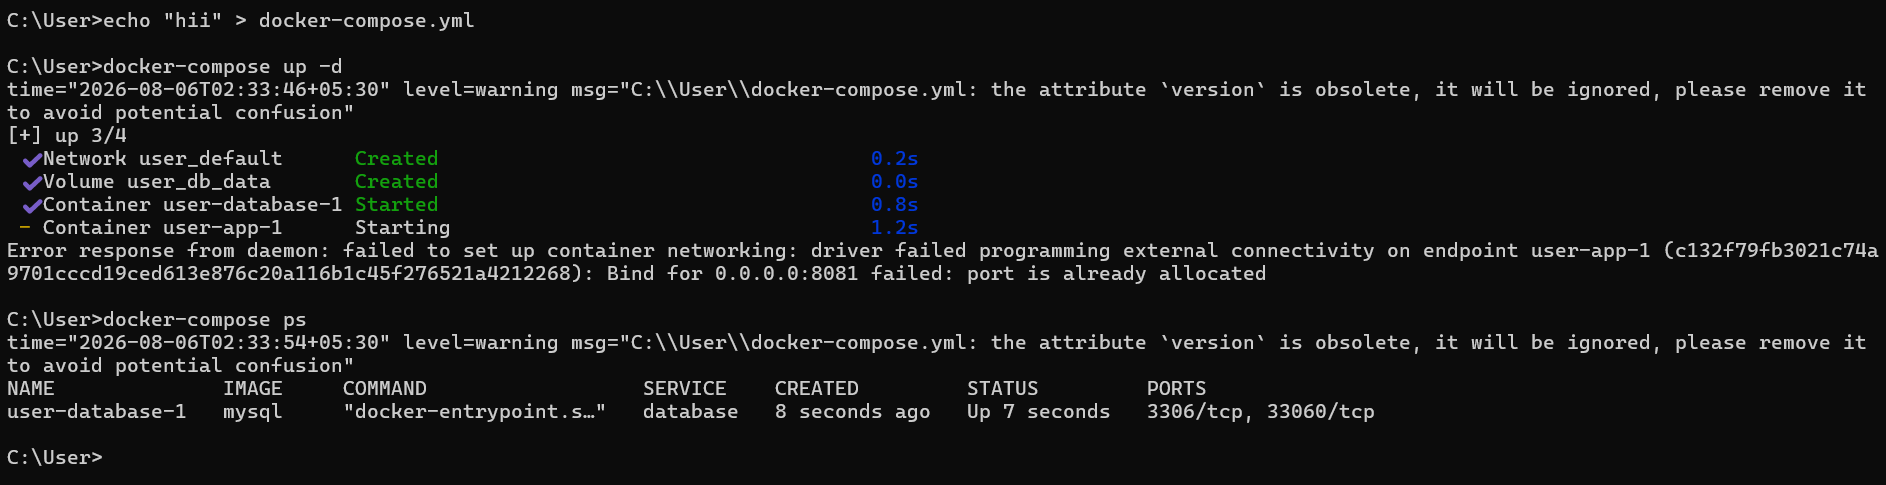 C:\User>echo "hii" > docker-compose.yml
C:\User>docker-compose up -d
time="2026-08-06T02:33:46+05:30" level=warning msg="C:\\User\\docker-compose.yml: the attribute `version` is obsolete, it will be ignored, please remove it
to avoid potential confusion"
[+] up 3/4
✔Network user_default Created 0.2s
✔Volume user_db_data Created 0.0s
✔Container user-database-1 Started 0.8s
- Container user-app-1 Starting 1.2s
Error response from daemon: failed to set up container networking: driver failed programming external connectivity on endpoint user-app-1 (c132f79fb3021c74a
9701cccd19ced613e876c20a116b1c45f276521a4212268): Bind for 0.0.0.0:8081 failed: port is already allocated
C:\User>docker-compose ps
time="2026-08-06T02:33:54+05:30" level=warning msg="C:\\User\\docker-compose.yml: the attribute `version` is obsolete, it will be ignored, please remove it
to avoid potential confusion"
NAME IMAGE COMMAND SERVICE CREATED STATUS PORTS
user-database-1 mysql "docker-entrypoint.s…" database 8 seconds ago Up 7 seconds 3306/tcp, 33060/tcp
C:\User>